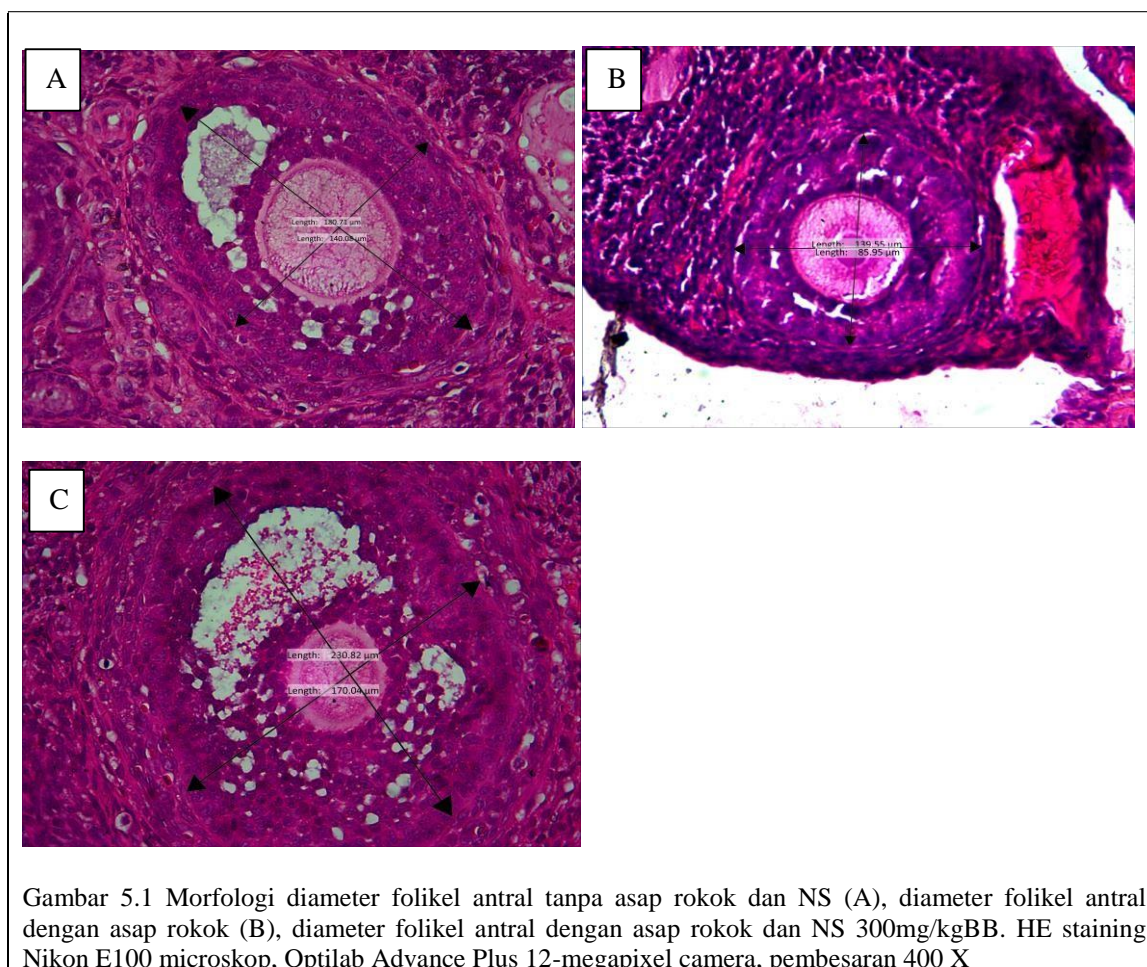 A
B
Length: 180.71 µm
Length: 140.08 µm
Length: 139.55 µm
Length: 85.95 µm
C
Length: 230.82 µm
Length: 170.04 µm
Gambar 5.1 Morfologi diameter folikel antral tanpa asap rokok dan NS (A), diameter folikel antral
dengan asap rokok (B), diameter folikel antral dengan asap rokok dan NS 300mg/kgBB. HE staining
Nikon E100 microskop, Optilab Advance Plus 12-megapixel camera, pembesaran 400 X